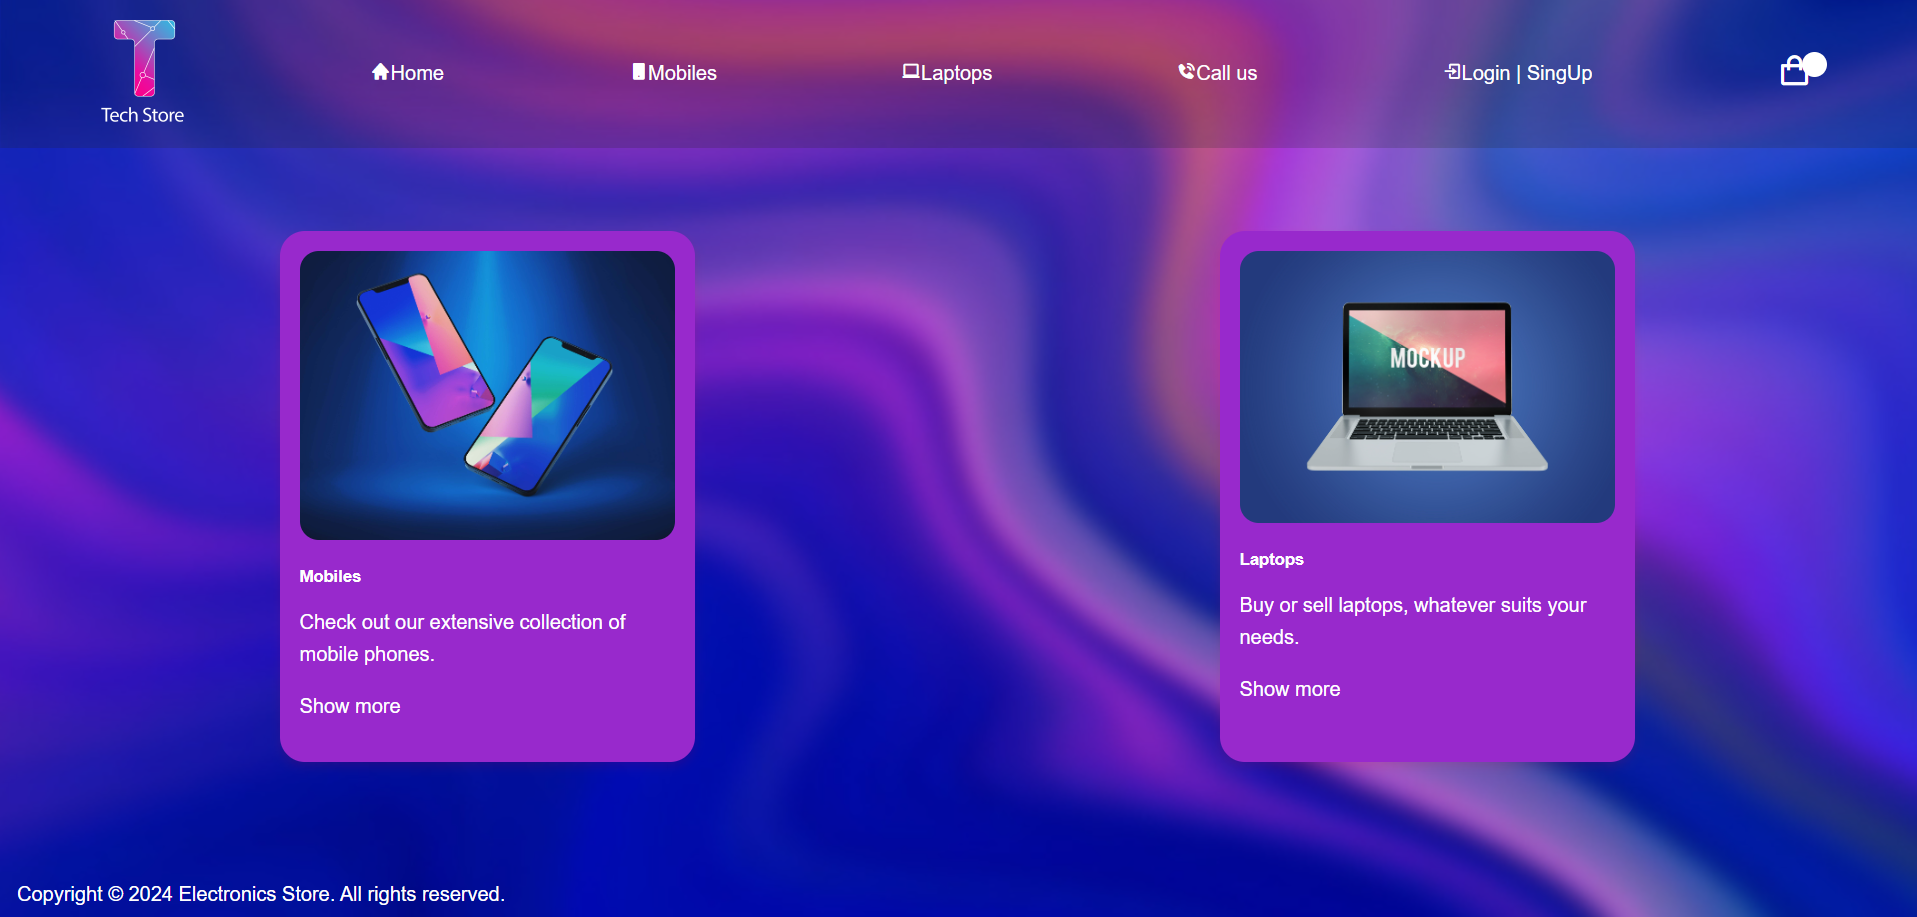 Tech Store
Home
Mobiles
Laptops
Call us
Login | SingUp
MOCKUP
Mobiles
Check out our extensive collection of
mobile phones.
Show more
Laptops
Buy or sell laptops, whatever suits your
needs.
Show more
Copyright © 2024 Electronics Store. All rights reserved.